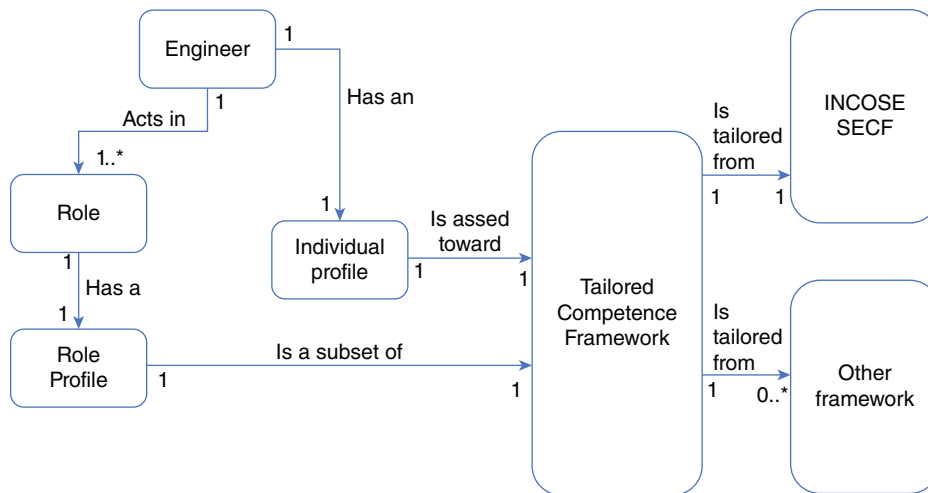 Engineer
1
1
Has an
Acts in
1..*
Role
1
Has a
1
Role
Profile
1
Is a subset of
1
1
Individual
profile
1
Is assed
toward
1
Tailored
Competence
Framework
Is
tailored
from
1
1
INCOSE
SECF
Is
tailored
from
1
0..*
Other
framework